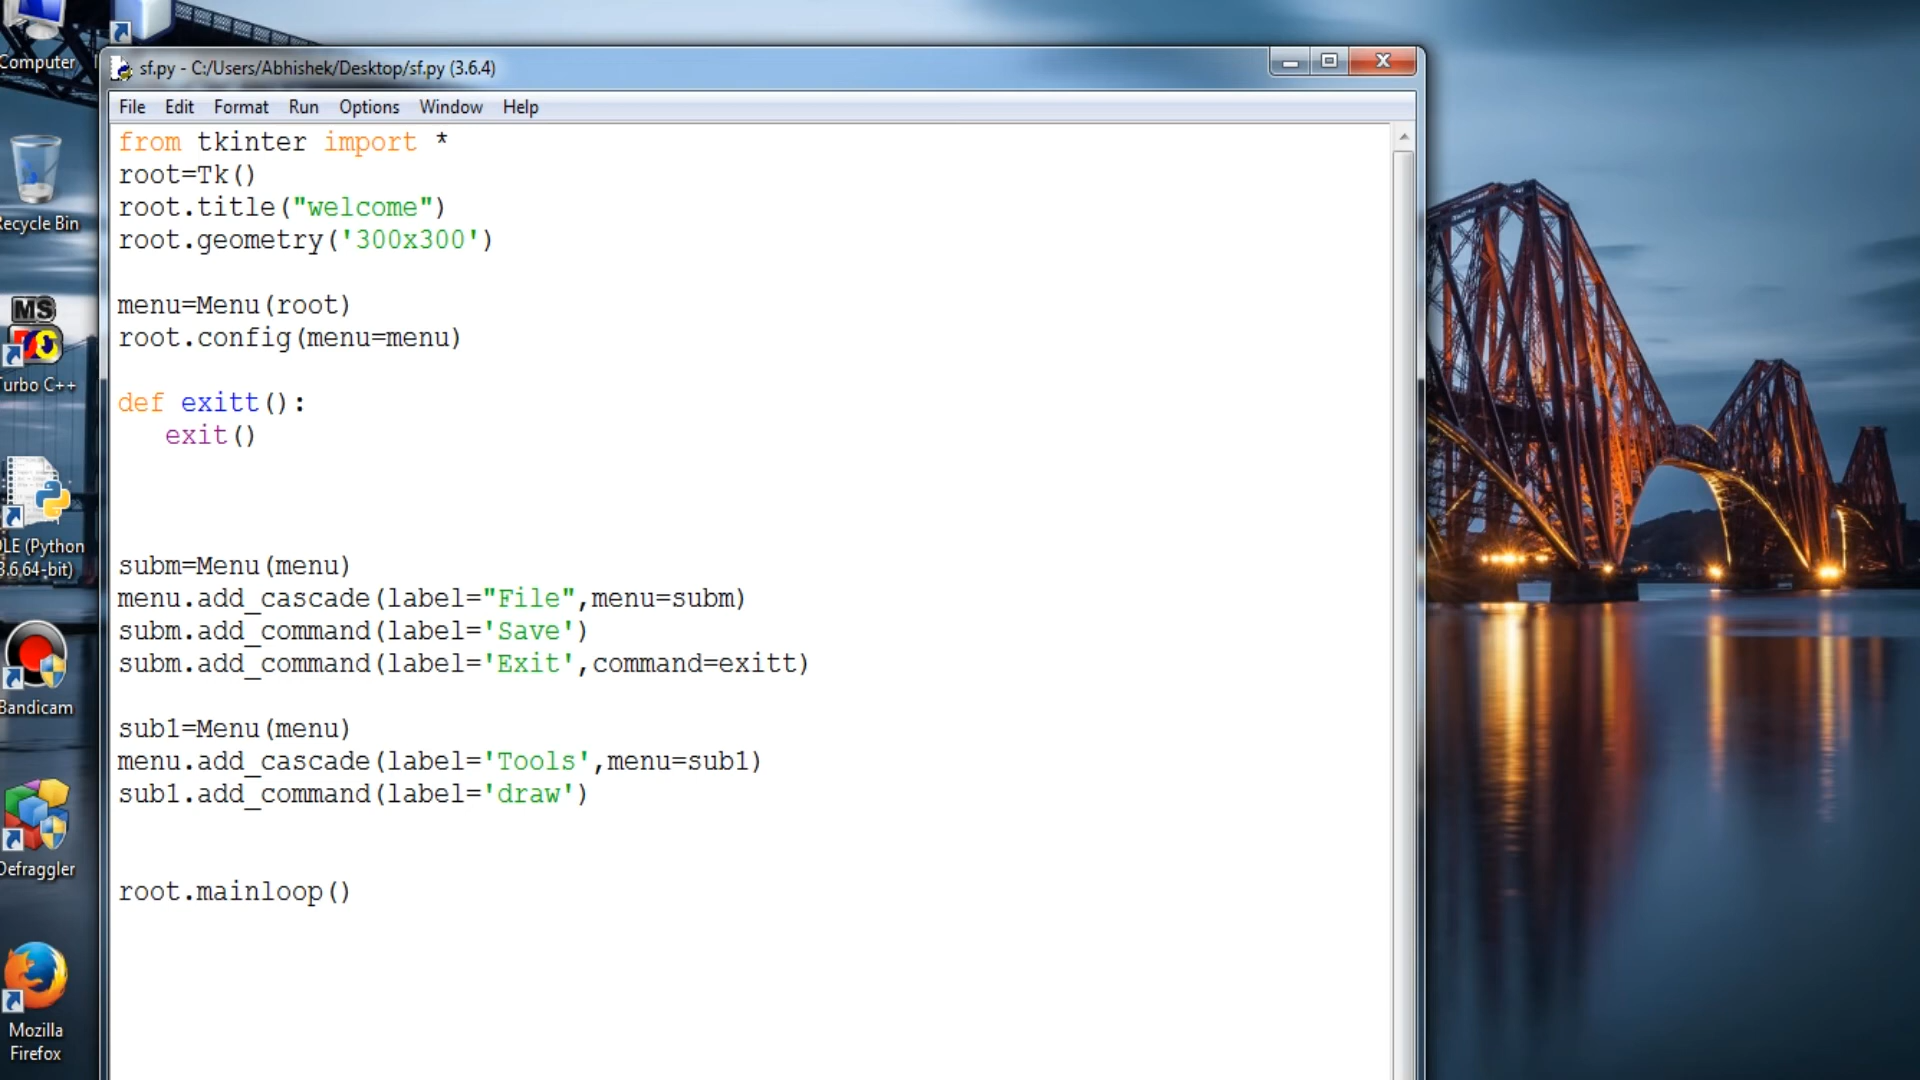 Computer
sf.py - C:/Users/Abhishek/Desktop/sf.py (3.6.4)
File Edit Format Run Options Window Help
from tkinter import *
root=Tk()
root.title("welcome")
root.geometry('300x300')
menu=Menu(root)
root.config(menu=menu)
def exitt():
exit()
subm=Menu(menu)
menu.add_cascade(label="File",menu=subm)
subm.add_command(label='Save')
subm.add_command(label='Exit',command=exitt)
sub1=Menu(menu)
menu.add_cascade(label='Tools',menu=sub1)
sub1.add_command(label='draw')
root.mainloop()
Recycle Bin
MS
Turbo C++
IDLE (Python
3.6 64-bit)
Bandicam
Defraggler
Mozilla
Firefox